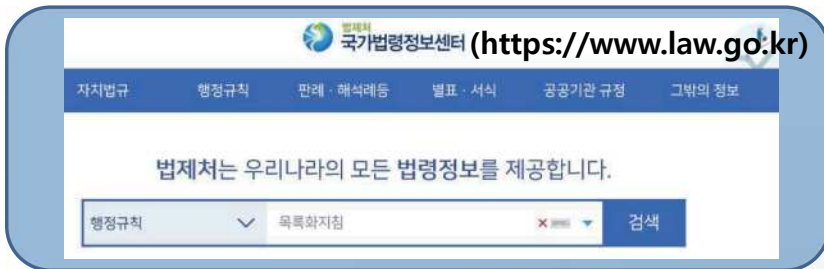 법제처
국가법령정보센터 (https://www.law.go.kr)
자치법규 행정규칙 판례·해석례등 별표·서식 공공기관 규정 그밖의 정보
법제처는 우리나라의 모든 법령정보를 제공합니다.
행정규칙 목록화지침 검색